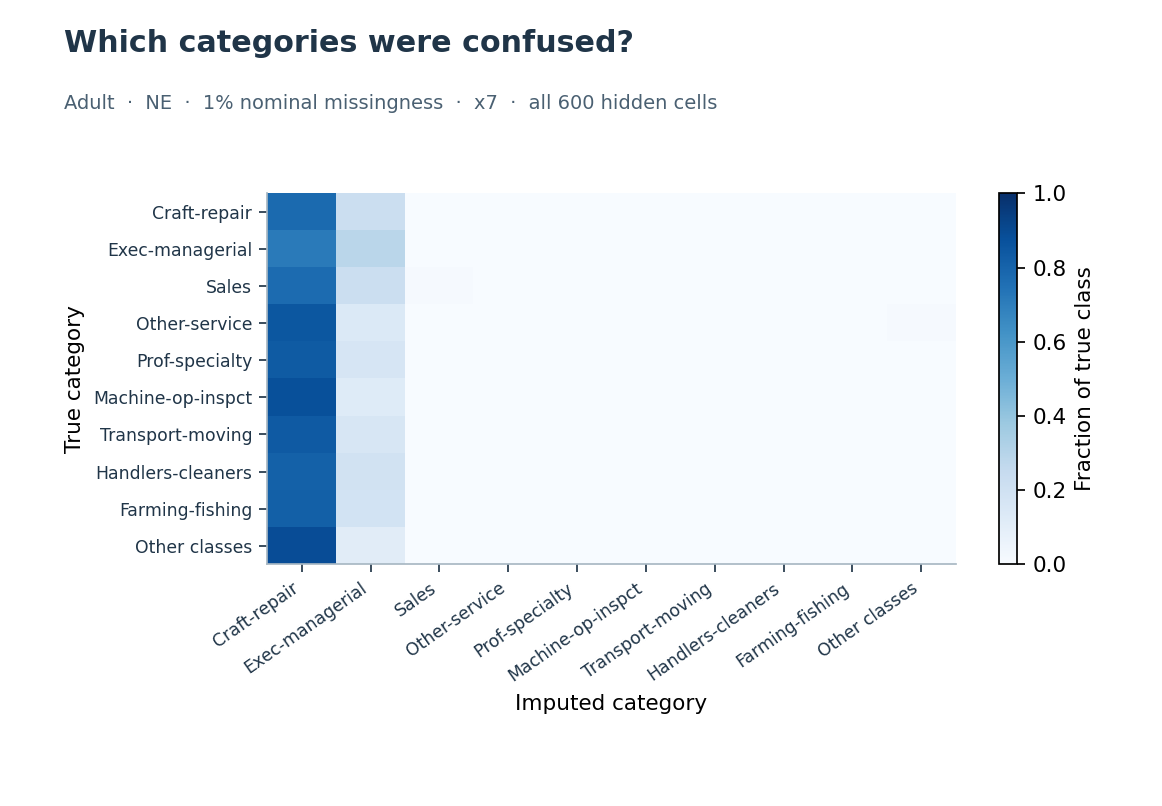 Which categories were confused?
Adult · NE · 1% nominal missingness · x7 · all 600 hidden cells
True category
Craft-repair
Exec-managerial
Sales
Other-service
Prof-specialty
Machine-op-inspct
Transport-moving
Handlers-cleaners
Farming-fishing
Other classes
Craft-repair
Exec-managerial
Sales
Other-service
Prof-specialty
Machine-op-inspct
Transport-moving
Handlers-cleaners
Farming-fishing
Other classes
Imputed category
1.0
0.8
0.6
0.4
0.2
0.0
Fraction of true class